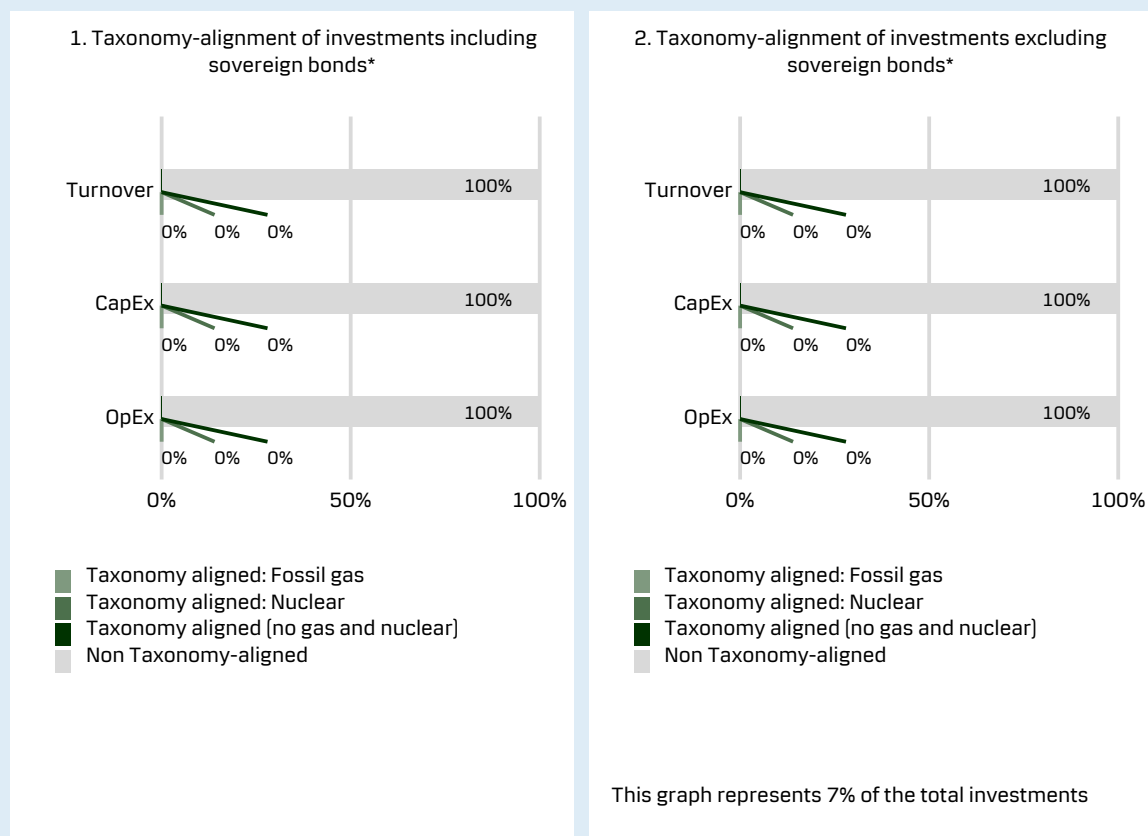 1. Taxonomy-alignment of investments including
sovereign bonds*
Turnover
100%
0% 0% 0%
CapEx
100%
0% 0% 0%
OpEx
100%
0% 0% 0%
0% 50% 100%
Taxonomy aligned: Fossil gas
Taxonomy aligned: Nuclear
Taxonomy aligned (no gas and nuclear)
Non Taxonomy-aligned
2. Taxonomy-alignment of investments excluding
sovereign bonds*
Turnover
100%
0% 0% 0%
CapEx
100%
0% 0% 0%
OpEx
100%
0% 0% 0%
0% 50% 100%
Taxonomy aligned: Fossil gas
Taxonomy aligned: Nuclear
Taxonomy aligned (no gas and nuclear)
Non Taxonomy-aligned
This graph represents 7% of the total investments